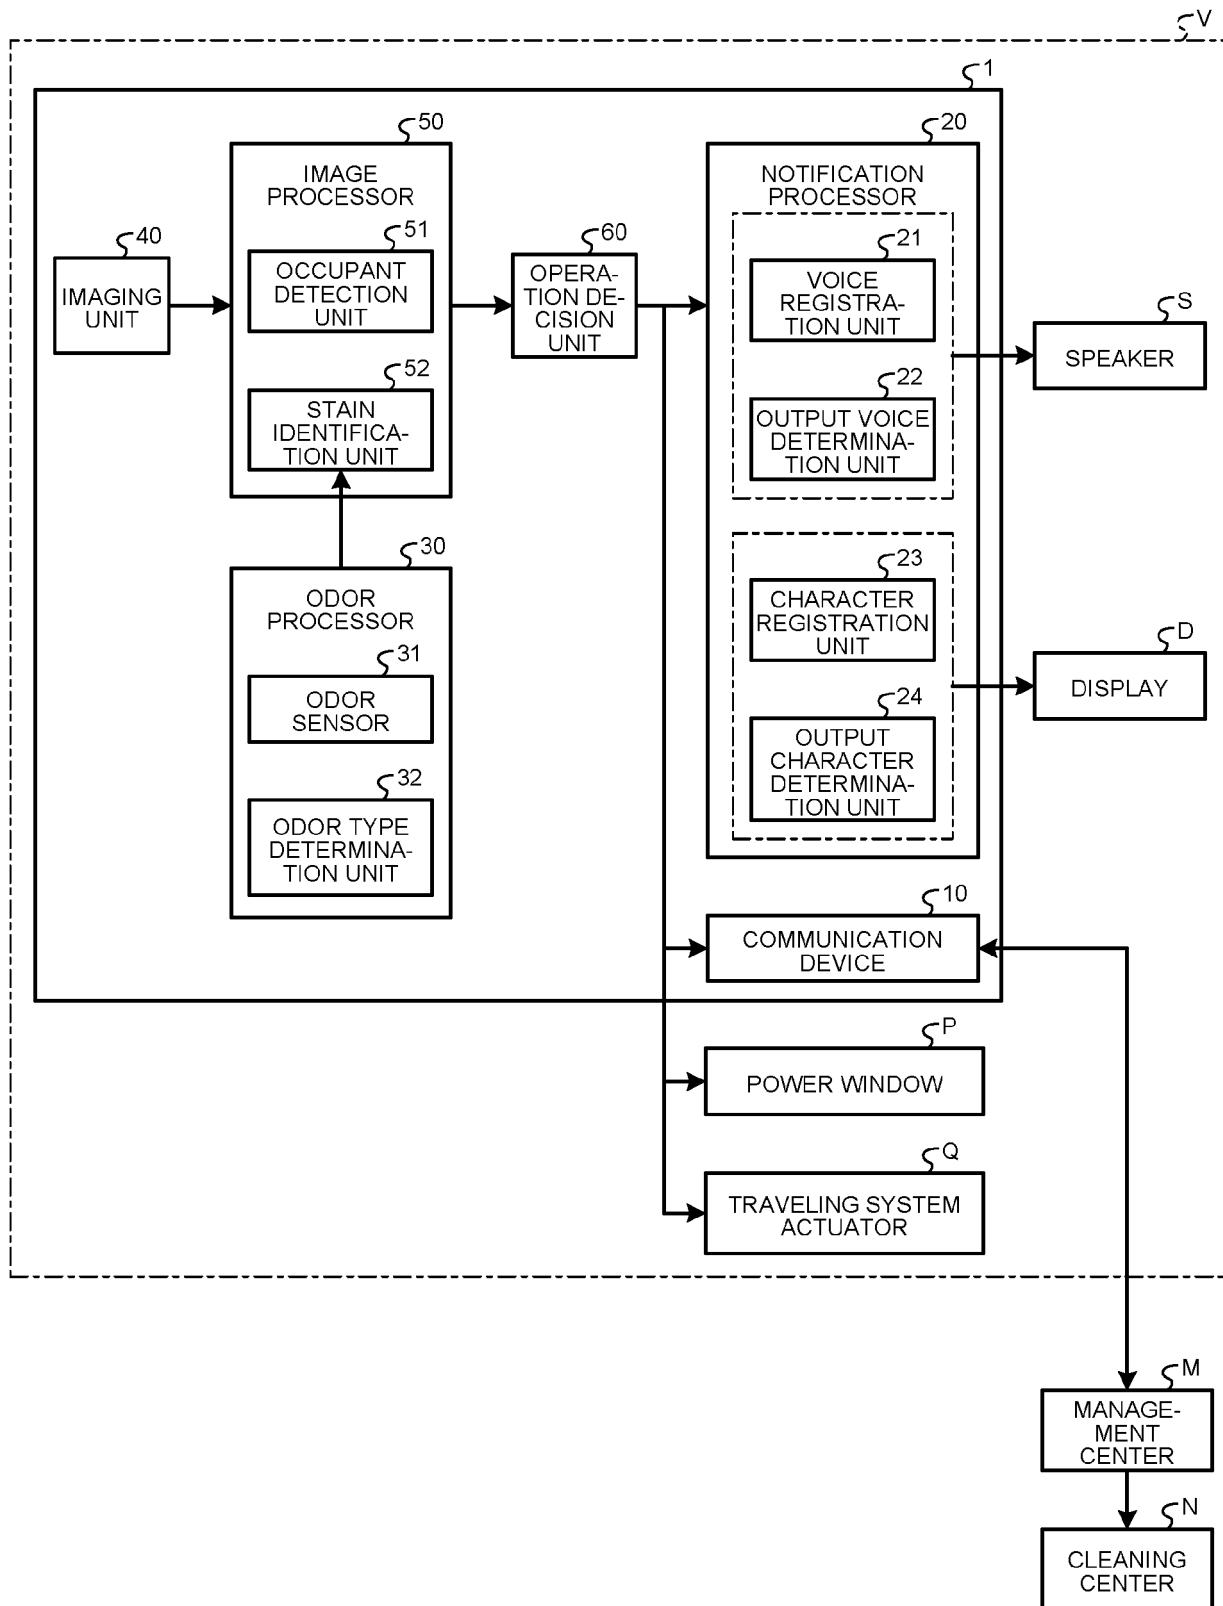 V
1
50
IMAGE
PROCESSOR
51
OCCUPANT
DETECTION
UNIT
52
STAIN
IDENTIFICA-
TION UNIT
40
IMAGING
UNIT
60
OPERA-
TION DE-
CISION
UNIT
20
NOTIFICATION
PROCESSOR
21
VOICE
REGISTRA-
TION UNIT
22
OUTPUT VOICE
DETERMINA-
TION UNIT
23
CHARACTER
REGISTRATION
UNIT
24
OUTPUT
CHARACTER
DETERMINA-
TION UNIT
S
SPEAKER
D
DISPLAY
30
ODOR
PROCESSOR
31
ODOR
SENSOR
32
ODOR TYPE
DETERMINA-
TION UNIT
10
COMMUNICATION
DEVICE
P
POWER WINDOW
Q
TRAVELING SYSTEM
ACTUATOR
M
MANAGE-
MENT
CENTER
N
CLEANING
CENTER